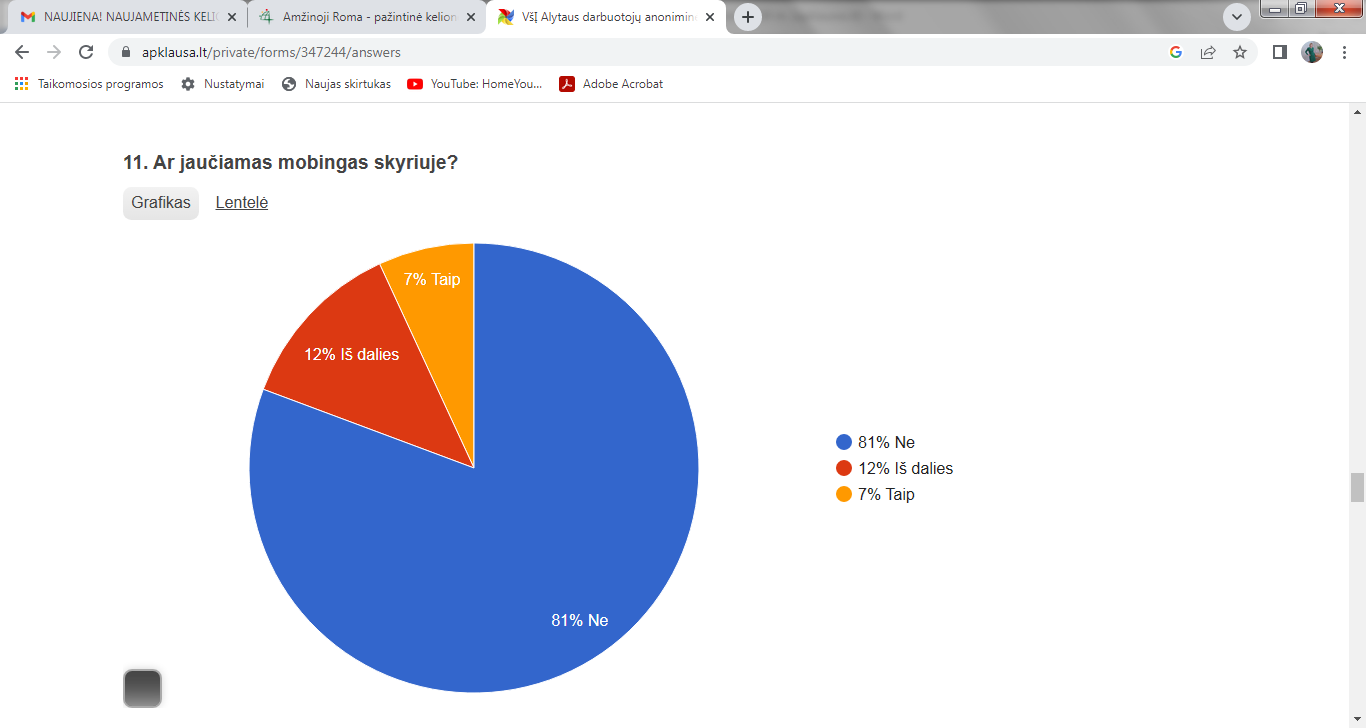 NAUJIENA! NAUJAMETINĖS KELIO
Amžinoji Roma - pažintinė kelion
VšĮ Alytaus darbuotojų anoniminė
apklausa.lt/private/forms/347244/answers
Taikomosios programos
Nustatymai
Naujas skirtukas
YouTube: HomeYou...
Adobe Acrobat
11. Ar jaučiamas mobingas skyriuje?
Grafikas
Lentelė
7% Taip
12% Iš dalies
81% Ne
81% Ne
12% Iš dalies
7% Taip